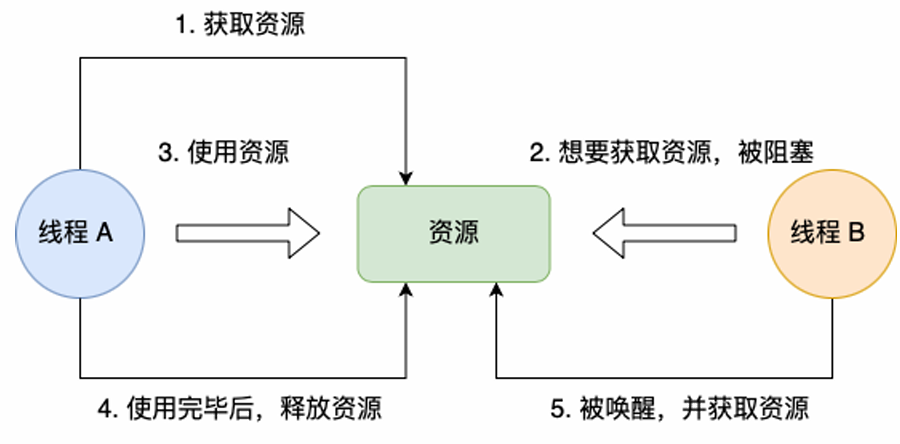 1. 获取资源
3. 使用资源
2. 想要获取资源，被阻塞
线程 A
资源
线程 B
4. 使用完毕后，释放资源
5. 被唤醒，并获取资源